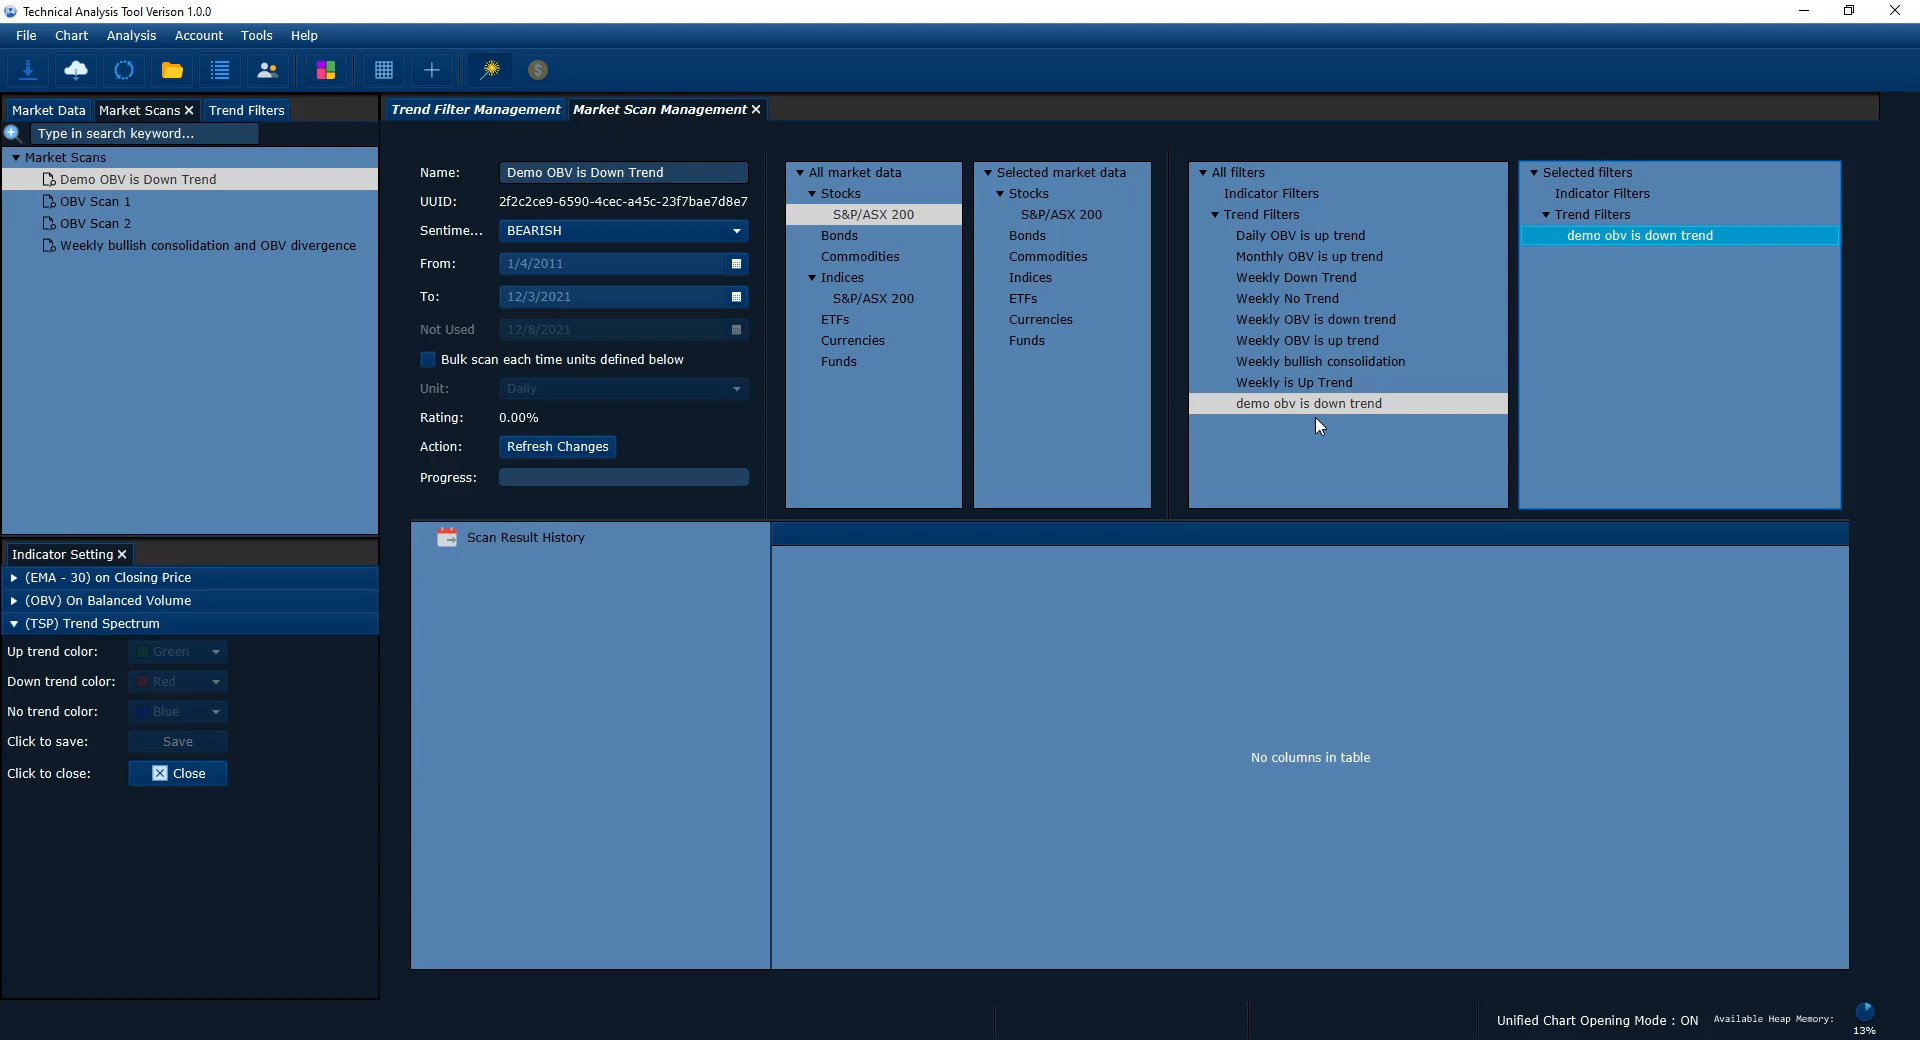 Technical Analysis Tool Verison 1.0.0
File Chart Analysis Account Tools Help
Market Data Market Scans Trend Filters
Type in search keyword...
Market Scans
Demo OBV is Down Trend
OBV Scan 1
OBV Scan 2
Weekly bullish consolidation and OBV divergence
Indicator Setting
(EMA - 30) on Closing Price
(OBV) On Balanced Volume
(TSP) Trend Spectrum
Up trend color: Green
Down trend color: Red
No trend color: Blue
Click to save: Save
Click to close: Close
Trend Filter Management Market Scan Management
Name: Demo OBV is Down Trend
UUID: 2f2c2ce9-6590-4cec-a45c-23f7bae7d8e7
Sentime... BEARISH
From: 1/4/2011
To: 12/3/2021
Not Used 12/8/2021
Bulk scan each time units defined below
Unit: Daily
Rating: 0.00%
Action: Refresh Changes
Progress:
All market data
Stocks
S&P/ASX 200
Bonds
Commodities
Indices
S&P/ASX 200
ETFs
Currencies
Funds
Selected market data
Stocks
S&P/ASX 200
Bonds
Commodities
Indices
ETFs
Currencies
Funds
All filters
Indicator Filters
Trend Filters
Daily OBV is up trend
Monthly OBV is up trend
Weekly Down Trend
Weekly No Trend
Weekly OBV is down trend
Weekly OBV is up trend
Weekly bullish consolidation
Weekly is Up Trend
demo obv is down trend
Selected filters
Indicator Filters
Trend Filters
demo obv is down trend
Scan Result History
No columns in table
Unified Chart Opening Mode : ON Available Heap Memory: 13%